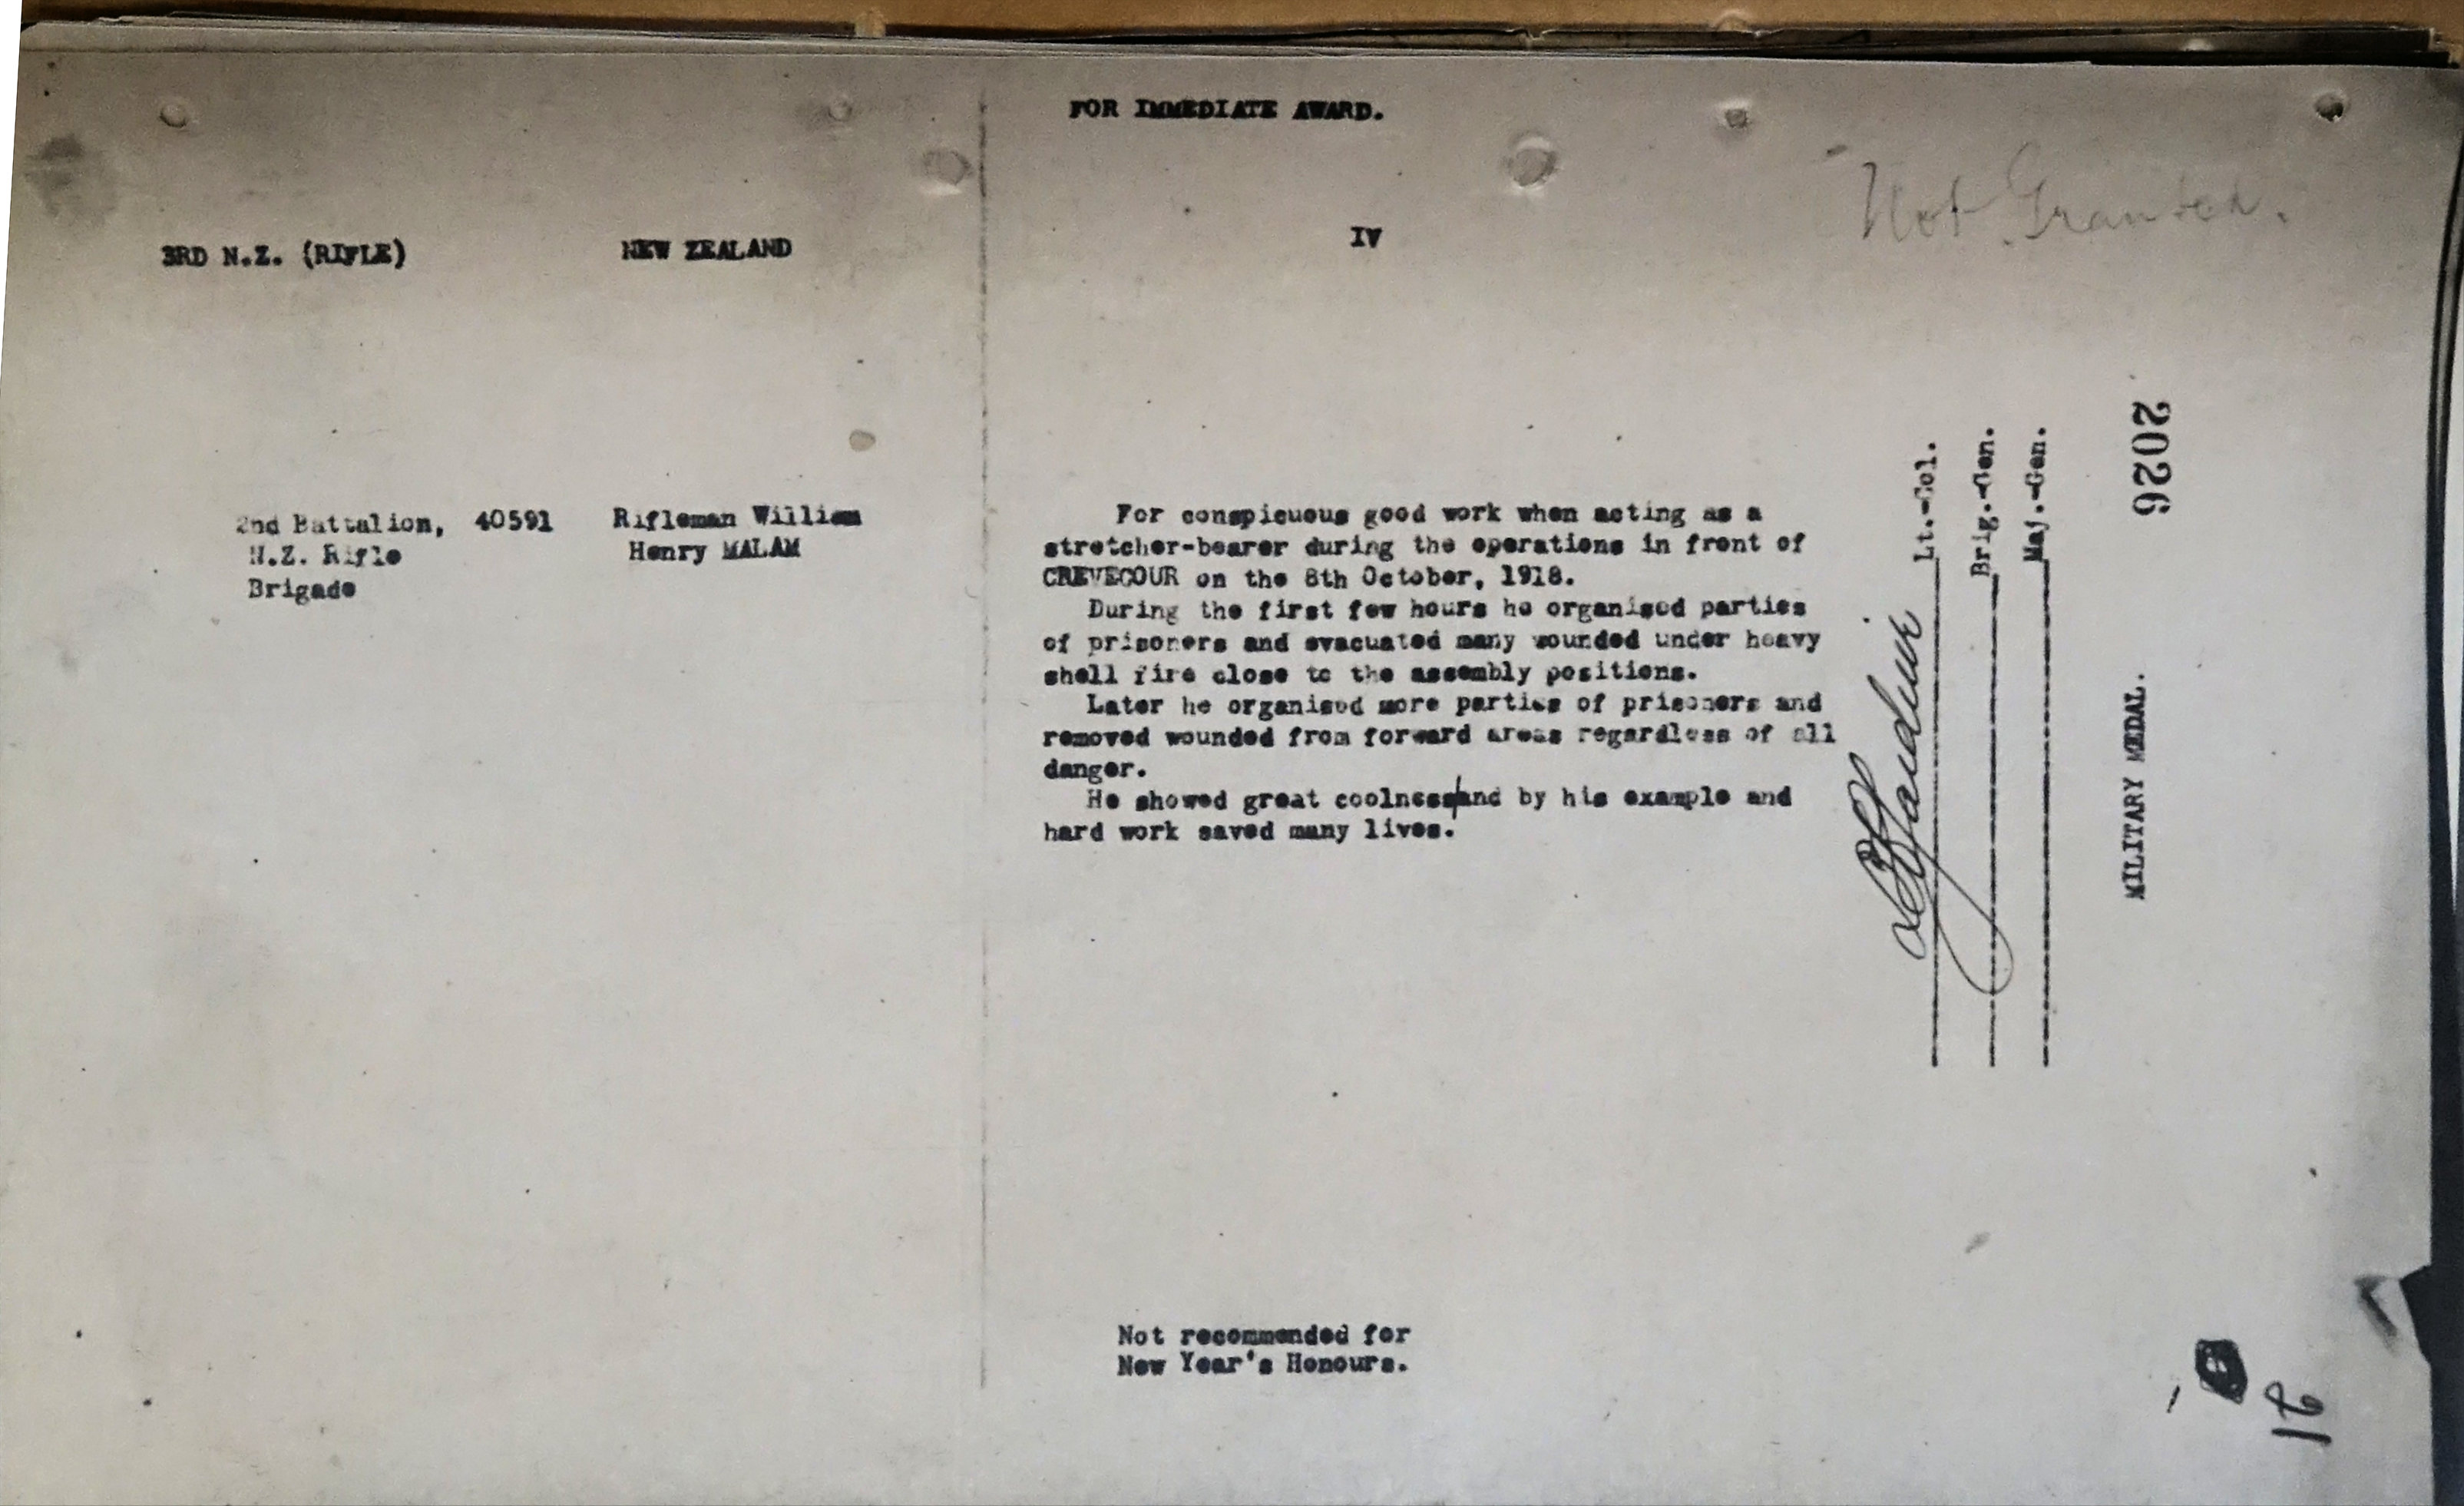 FOR IMMEDIATE AWARD.
Not Granted.
3RD N.Z. (RIFLE) NEW ZEALAND IV
2nd Battalion, 40591 Rifleman William
N.Z. Rifle Henry MALAM
Brigade
For conspicuous good work when acting as a
stretcher-bearer during the operations in front of
CREVECOUR on the 8th October, 1918.
During the first few hours he organised parties
of prisoners and evacuated many wounded under heavy
shell fire close to the assembly positions.
Later he organised more parties of prisoners and
removed wounded from forward areas regardless of all
danger.
He showed great coolness and by his example and
hard work saved many lives.
Lt.-Col.
Brig.-Gen.
Maj.-Gen.
2026
MILITARY MEDAL.
Not recommended for
New Year's Honours.